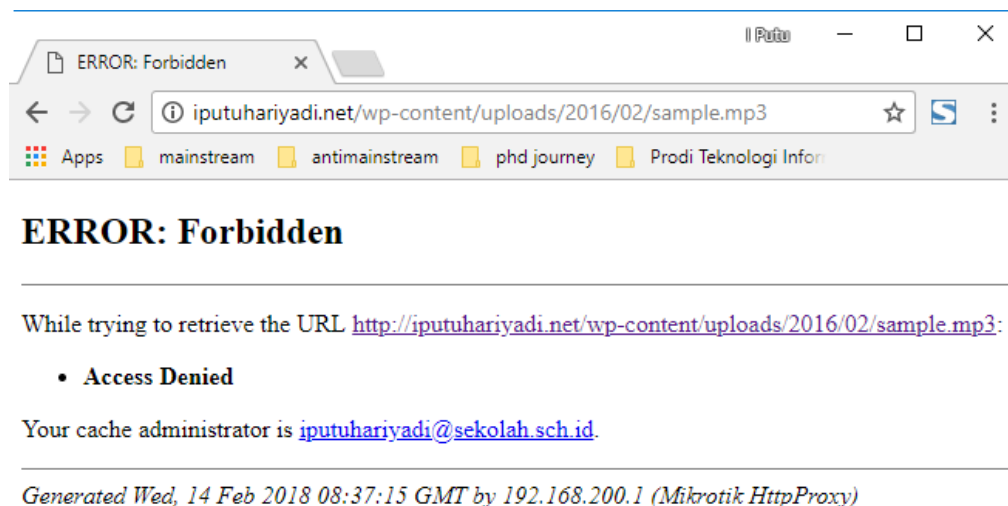 I Putu
ERROR: Forbidden
iputuhariyadi.net/wp-content/uploads/2016/02/sample.mp3
Apps mainstream antimainstream phd journey Prodi Teknologi Infor
ERROR: Forbidden
While trying to retrieve the URL http://iputuhariyadi.net/wp-content/uploads/2016/02/sample.mp3:
• Access Denied
Your cache administrator is iputuhariyadi@sekolah.sch.id.
Generated Wed, 14 Feb 2018 08:37:15 GMT by 192.168.200.1 (Mikrotik HttpProxy)